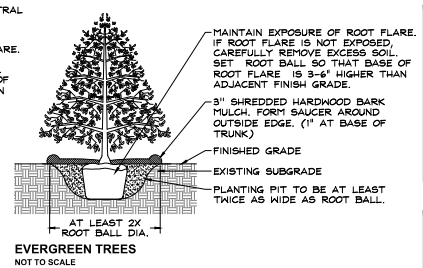 TRAL
ARE.
OF
N
MAINTAIN EXPOSURE OF ROOT FLARE.
IF ROOT FLARE IS NOT EXPOSED,
CAREFULLY REMOVE EXCESS SOIL.
SET ROOT BALL SO THAT BASE OF
ROOT FLARE IS 3-6" HIGHER THAN
ADJACENT FINISH GRADE.
3" SHREDDED HARDWOOD BARK
MULCH. FORM SAUCER AROUND
OUTSIDE EDGE. (1" AT BASE OF
TRUNK)
FINISHED GRADE
EXISTING SUBGRADE
PLANTING PIT TO BE AT LEAST
TWICE AS WIDE AS ROOT BALL.
AT LEAST 2X
ROOT BALL DIA.
EVERGREEN TREES
NOT TO SCALE